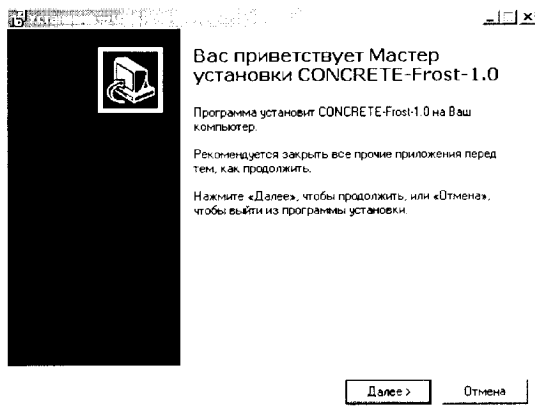 Вас приветствует Мастер
установки CONCRETE-Frost-1.0
Программа установит CONCRETE-Frost-1.0 на Ваш
компьютер.
Рекомендуется закрыть все прочие приложения перед
тем, как продолжить.
Нажмите «Далее», чтобы продолжить, или «Отмена»,
чтобы выйти из программы установки.
Далее >
Отмена